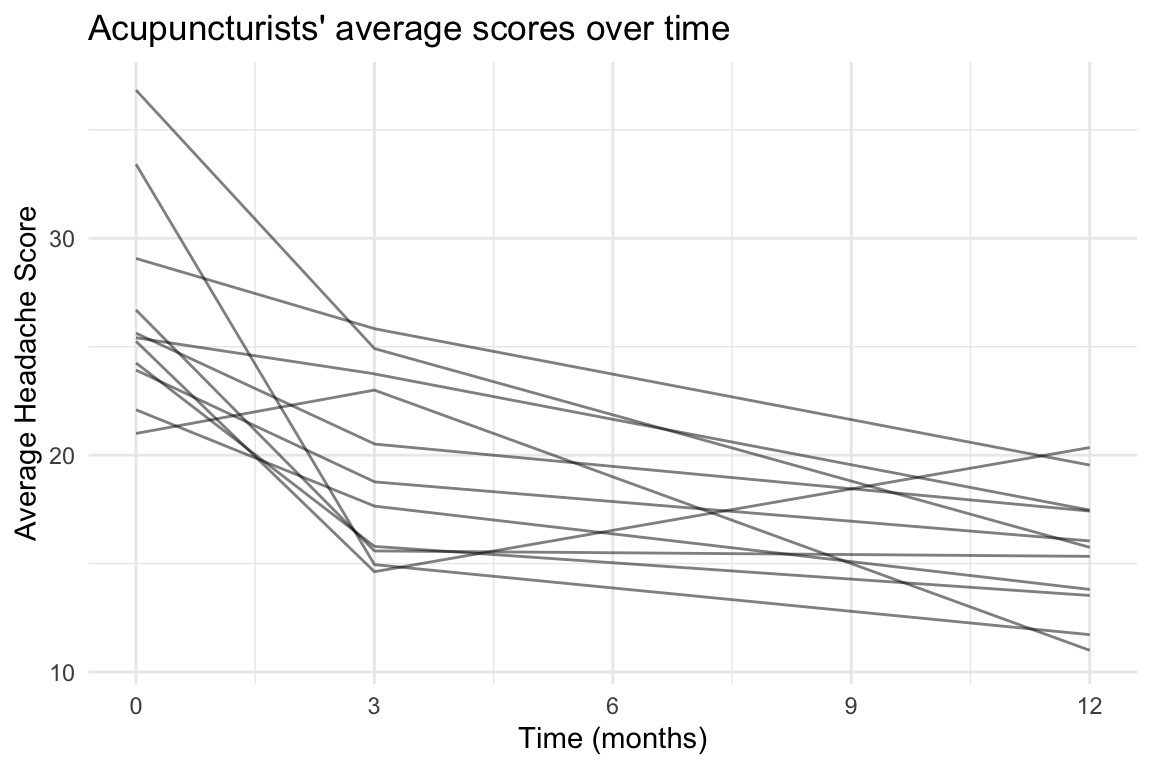 Acupuncturists' average scores over time
Average Headache Score
30
20
10
0 3 6 9 12
Time (months)